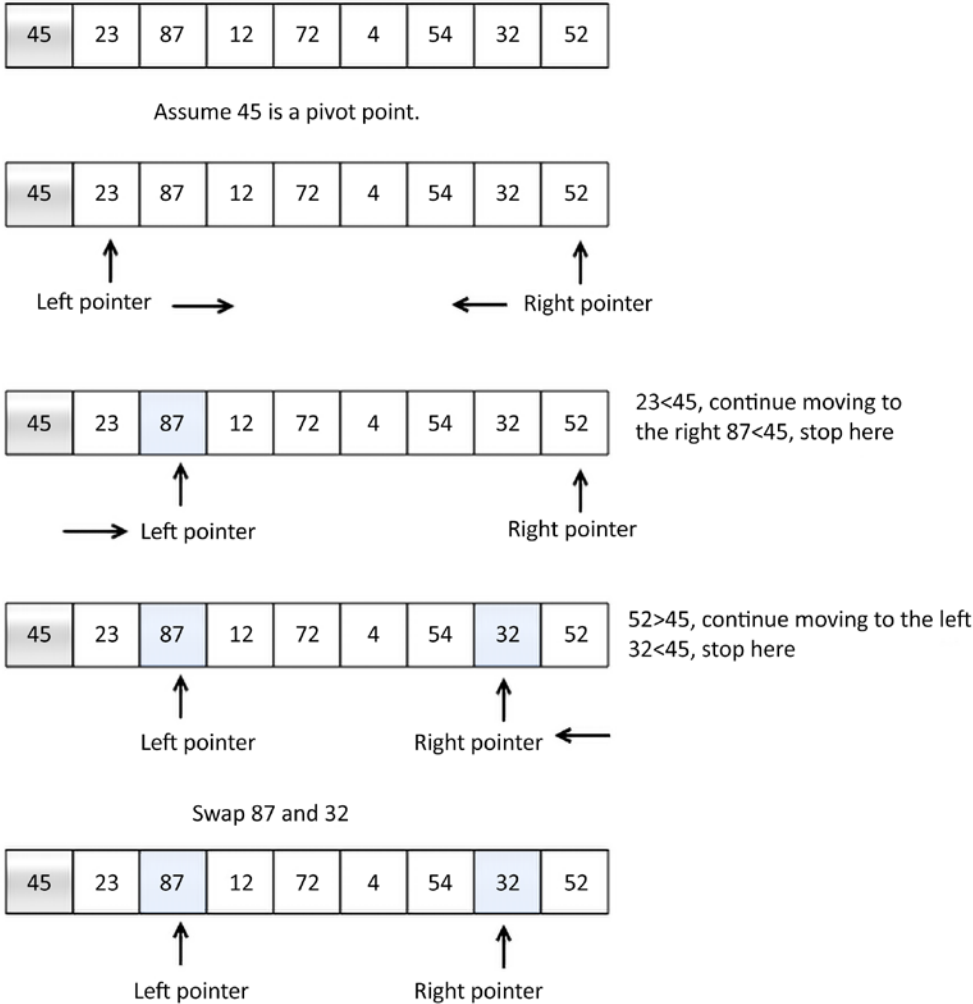 45 23 87 12 72 4 54 32 52
Assume 45 is a pivot point.
45 23 87 12 72 4 54 32 52
Left pointer
Right pointer
45 23 87 12 72 4 54 32 52
23<45, continue moving to
the right 87<45, stop here
Left pointer
Right pointer
45 23 87 12 72 4 54 32 52
52>45, continue moving to the left
32<45, stop here
Left pointer
Right pointer
Swap 87 and 32
45 23 87 12 72 4 54 32 52
Left pointer
Right pointer